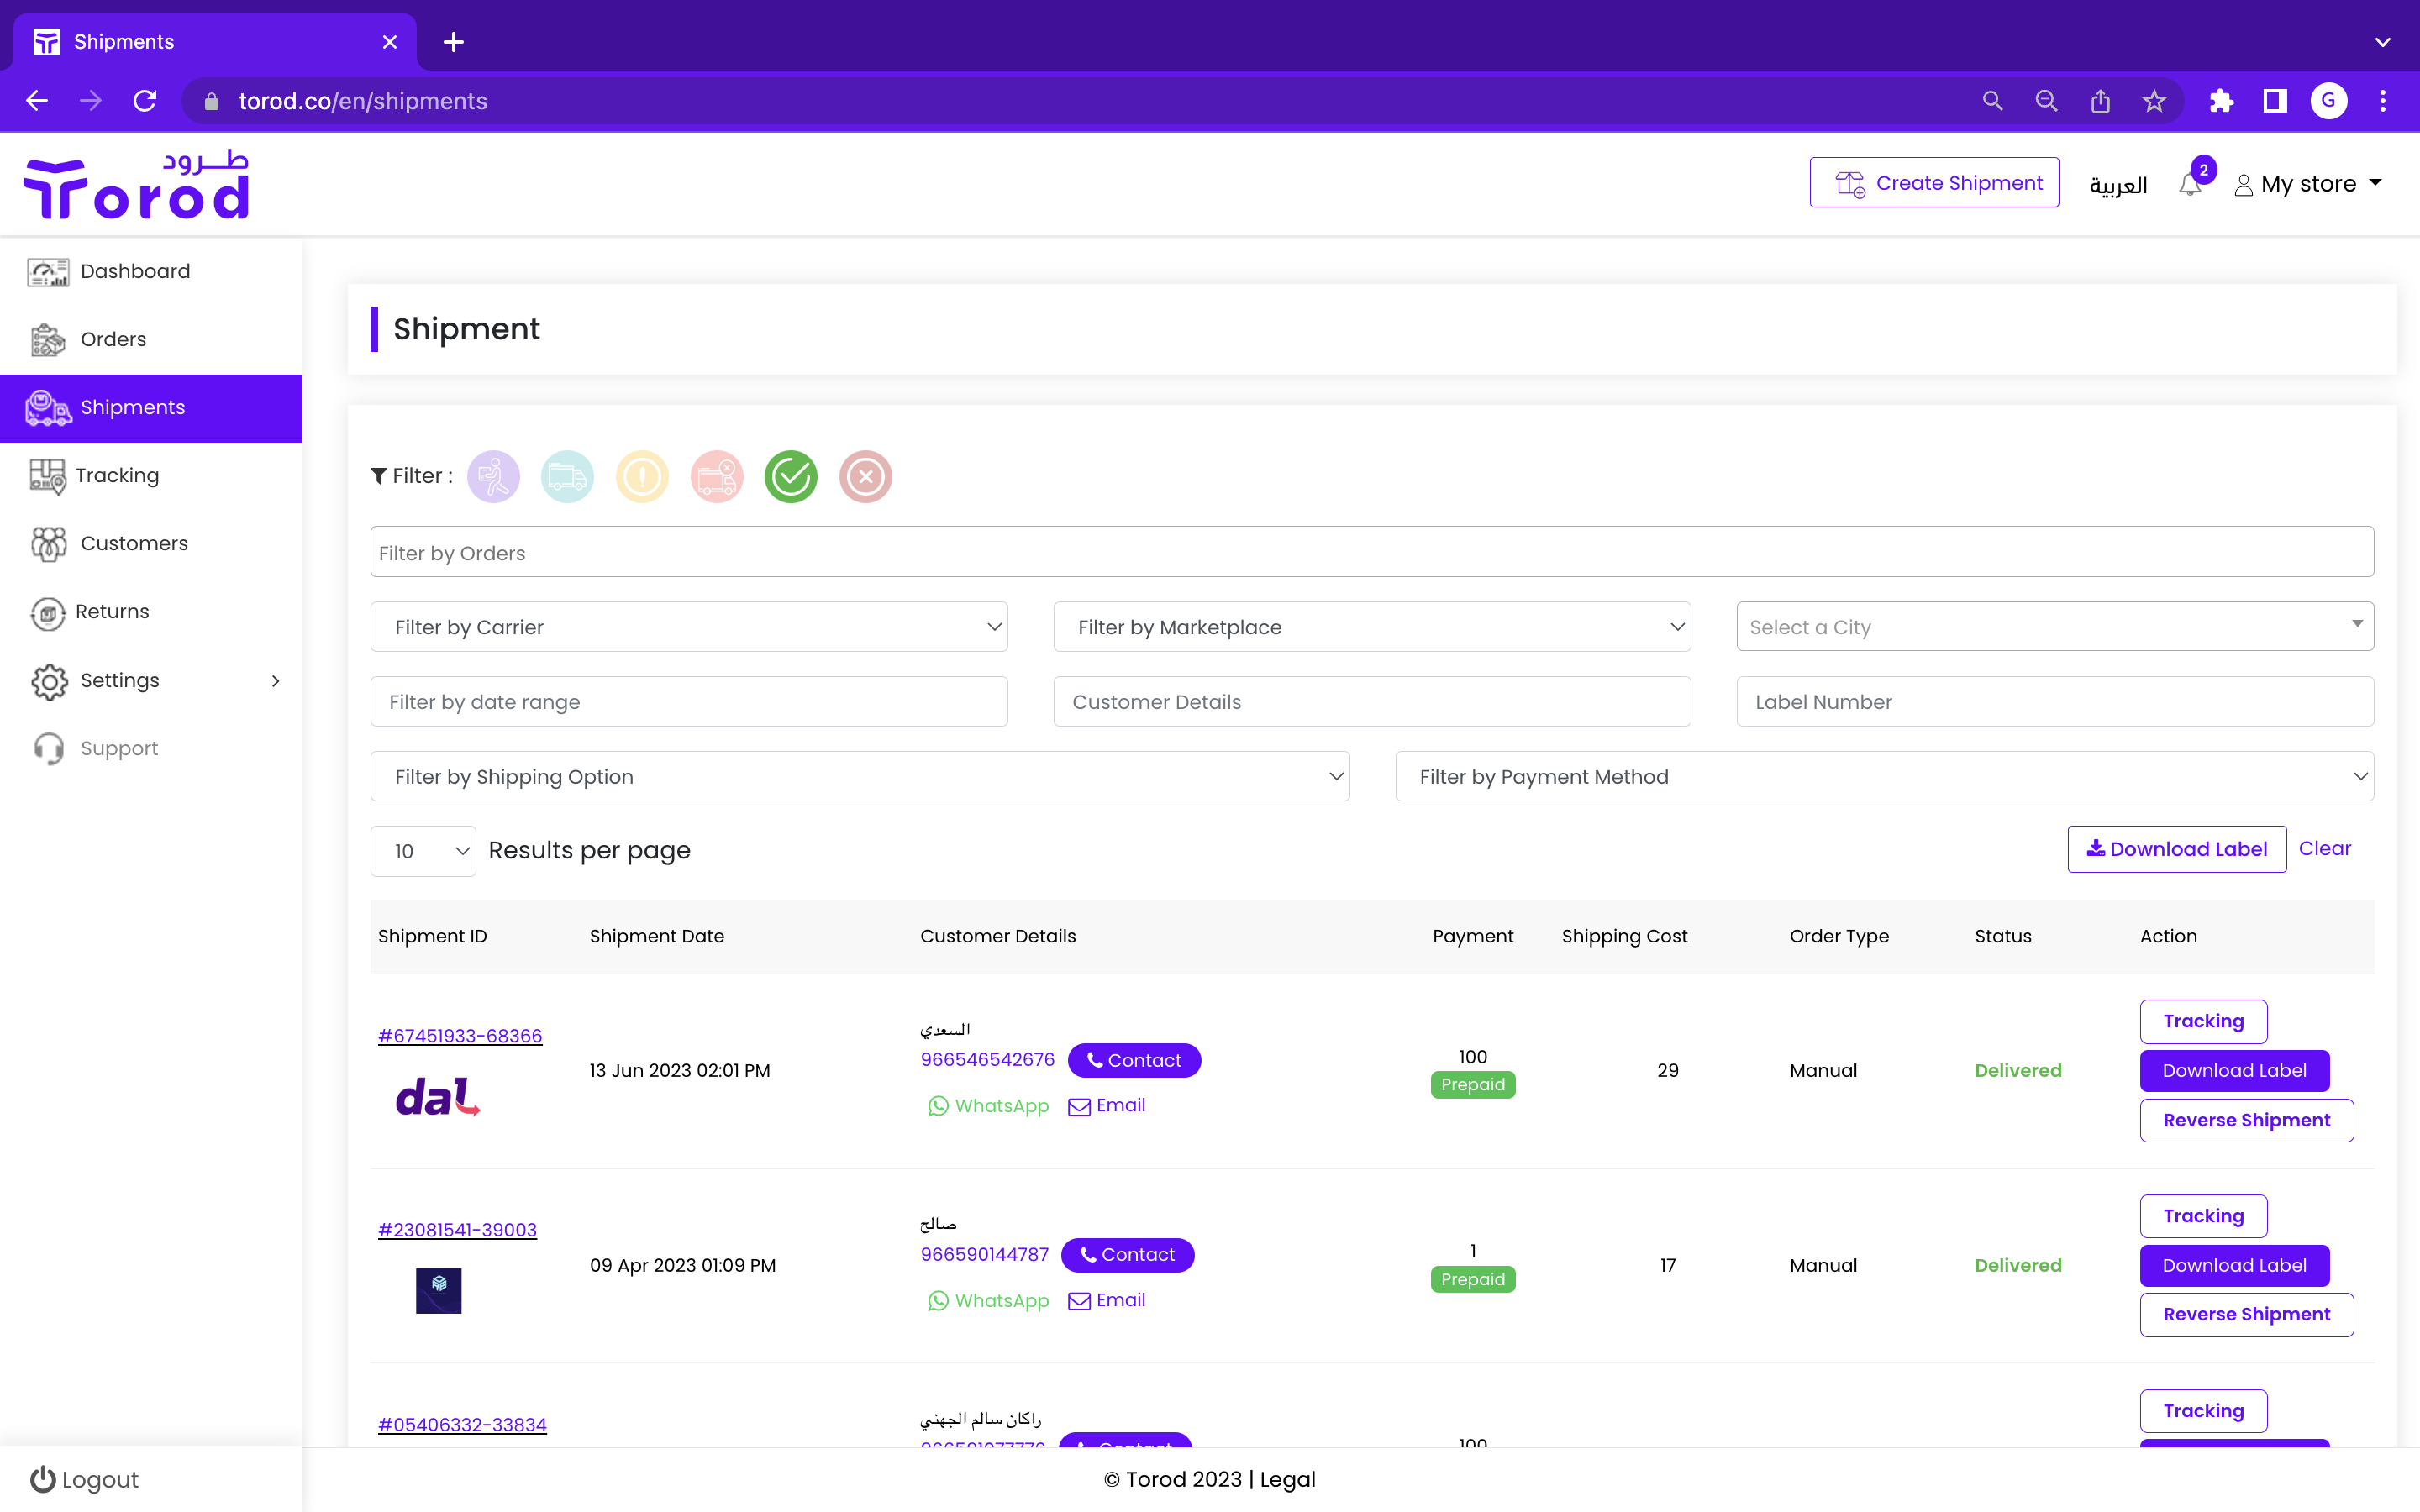 Shipments
torod.co/en/shipments
G
طرود
Torod
Create Shipment
العربية
2
My store
Dashboard
Orders
Shipments
Tracking
Customers
Returns
Settings
Support
Logout
Shipment
Filter :
Filter by Orders
Filter by Carrier
Filter by Marketplace
Select a City
Filter by date range
Customer Details
Label Number
Filter by Shipping Option
Filter by Payment Method
10 Results per page
Download Label Clear
Shipment ID Shipment Date Customer Details Payment Shipping Cost Order Type Status Action
#67451933-68366
dal
13 Jun 2023 02:01 PM
السعدي
966546542676 Contact
WhatsApp Email
100
Prepaid
29
Manual
Delivered
Tracking
Download Label
Reverse Shipment
#23081541-39003
09 Apr 2023 01:09 PM
صالح
966590144787 Contact
WhatsApp Email
1
Prepaid
17
Manual
Delivered
Tracking
Download Label
Reverse Shipment
#05406332-33834
راكان سالم الجهني
Contact
100
Tracking
© Torod 2023 | Legal